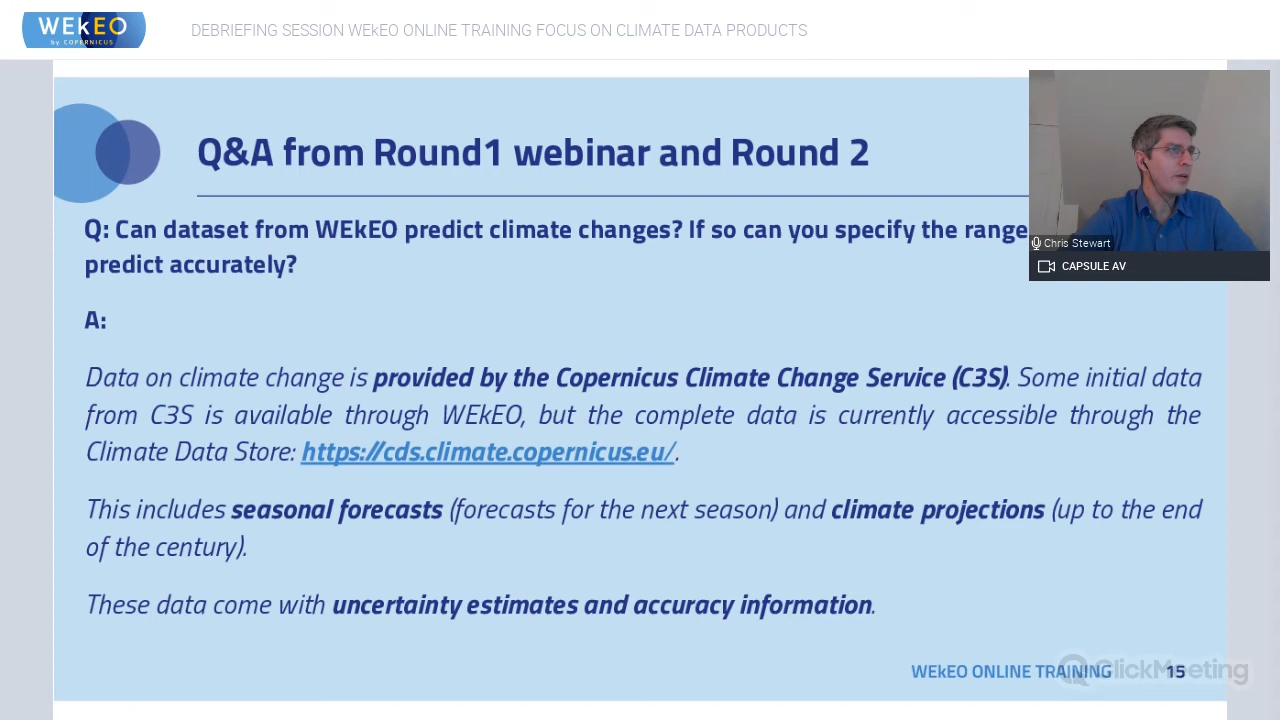 WEkEO
by COPERNICUS
DEBRIEFING SESSION WEkEO ONLINE TRAINING FOCUS ON CLIMATE DATA PRODUCTS
Q&A from Round1 webinar and Round 2
Q: Can dataset from WEkEO predict climate changes? If so can you specify the range
predict accurately?
Chris Stewart
CAPSULE AV
A:
Data on climate change is provided by the Copernicus Climate Change Service (C3S). Some initial data
from C3S is available through WEkEO, but the complete data is currently accessible through the
Climate Data Store: https://cds.climate.copernicus.eu/.
This includes seasonal forecasts (forecasts for the next season) and climate projections (up to the end
of the century).
These data come with uncertainty estimates and accuracy information.
WEkEO ONLINE TRAINING 15
ClickMeeting